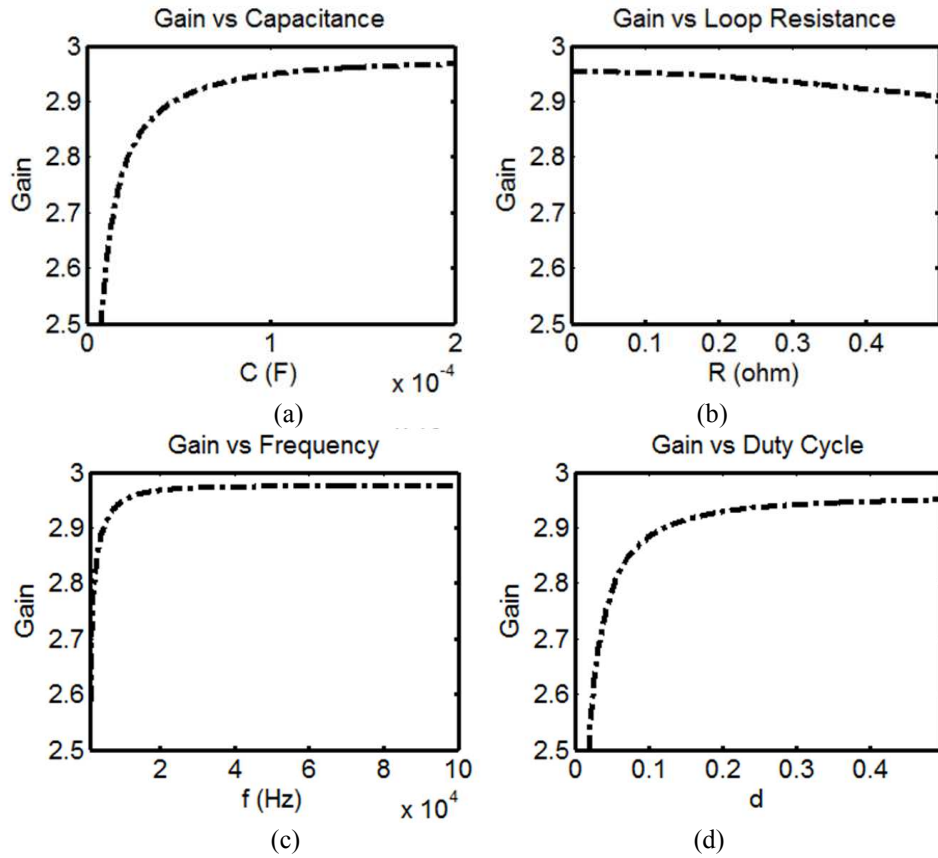 Gain vs Capacitance
3
2.9
2.8
2.7
2.6
2.5
Gain
0 1 2
C (F)
x 10⁻⁴
(a)
Gain vs Loop Resistance
3
2.9
2.8
2.7
2.6
2.5
Gain
0 0.1 0.2 0.3 0.4
R (ohm)
(b)
Gain vs Frequency
3
2.9
2.8
2.7
2.6
2.5
Gain
2 4 6 8 10
f (Hz)
x 10⁴
(c)
Gain vs Duty Cycle
3
2.9
2.8
2.7
2.6
2.5
Gain
0 0.1 0.2 0.3 0.4
d
(d)